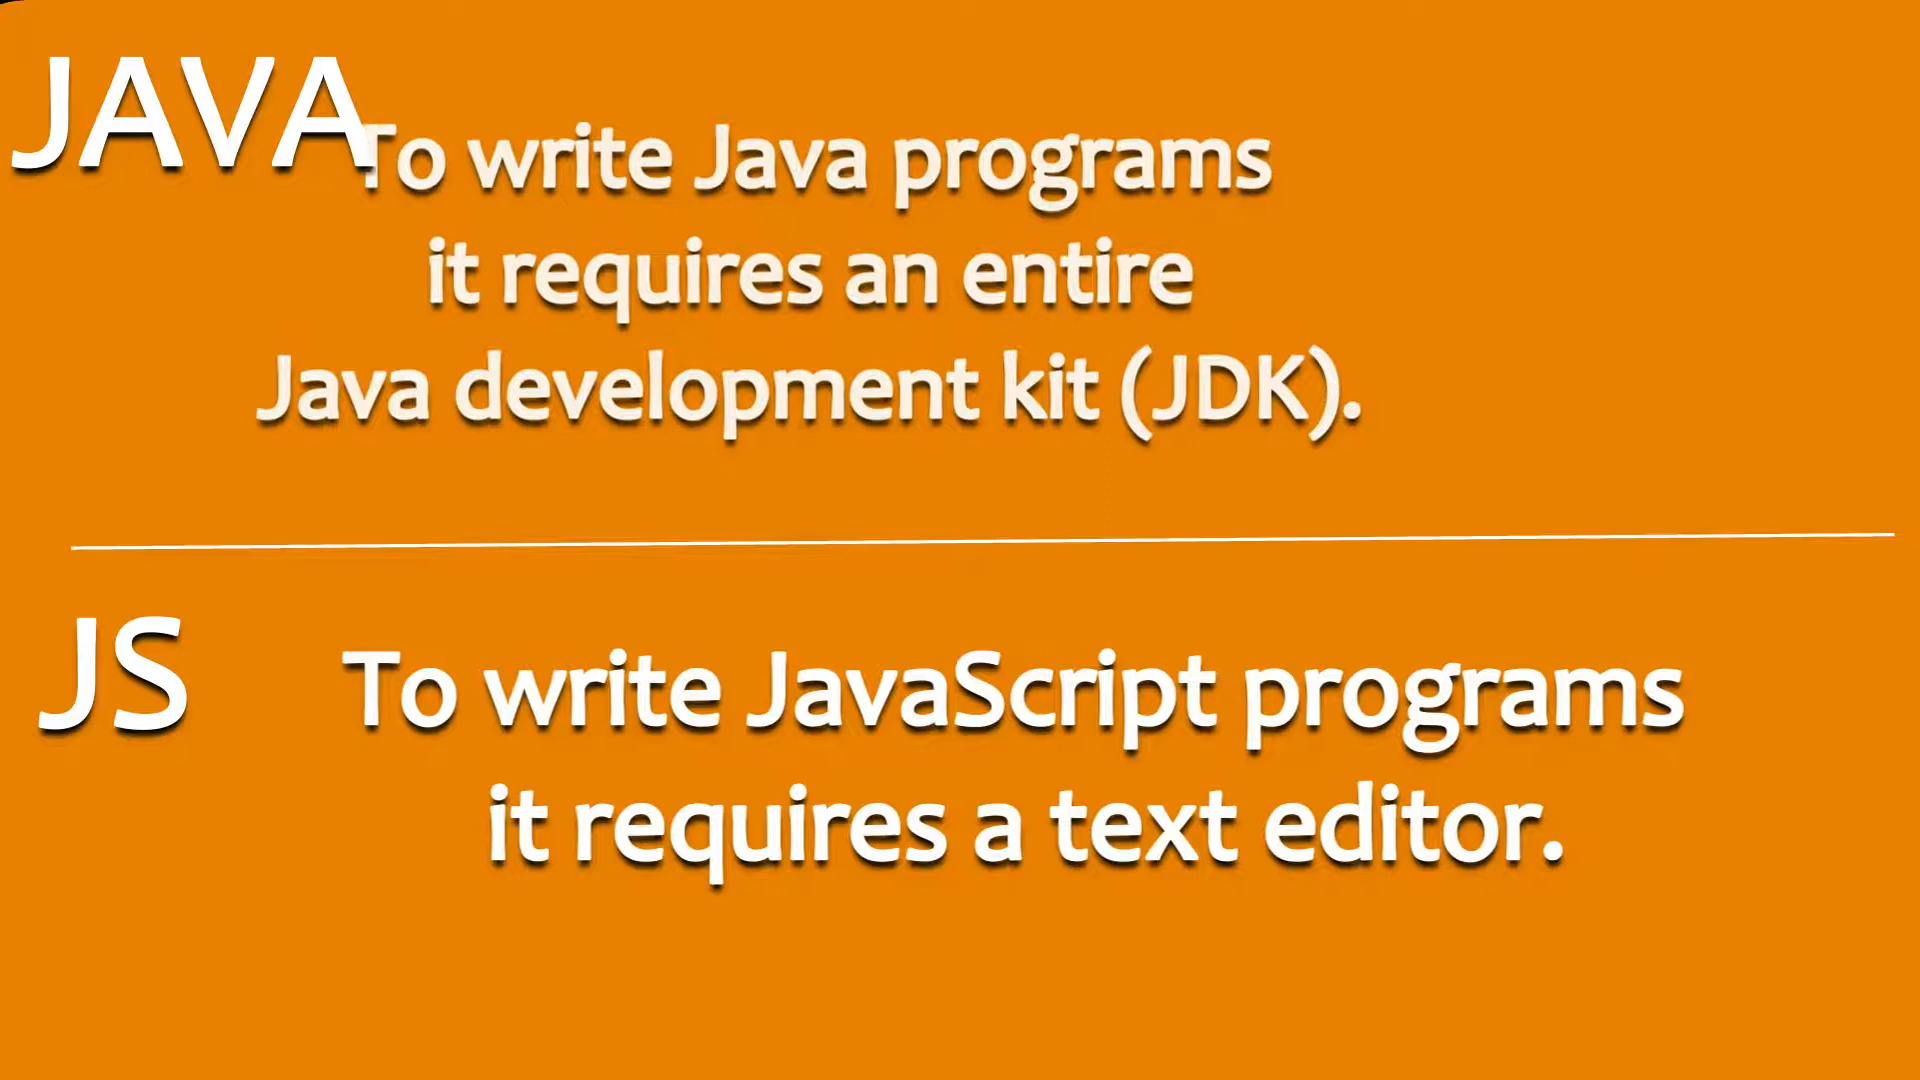 JAVA
To write Java programs
it requires an entire
Java development kit (JDK).
JS
To write JavaScript programs
it requires a text editor.